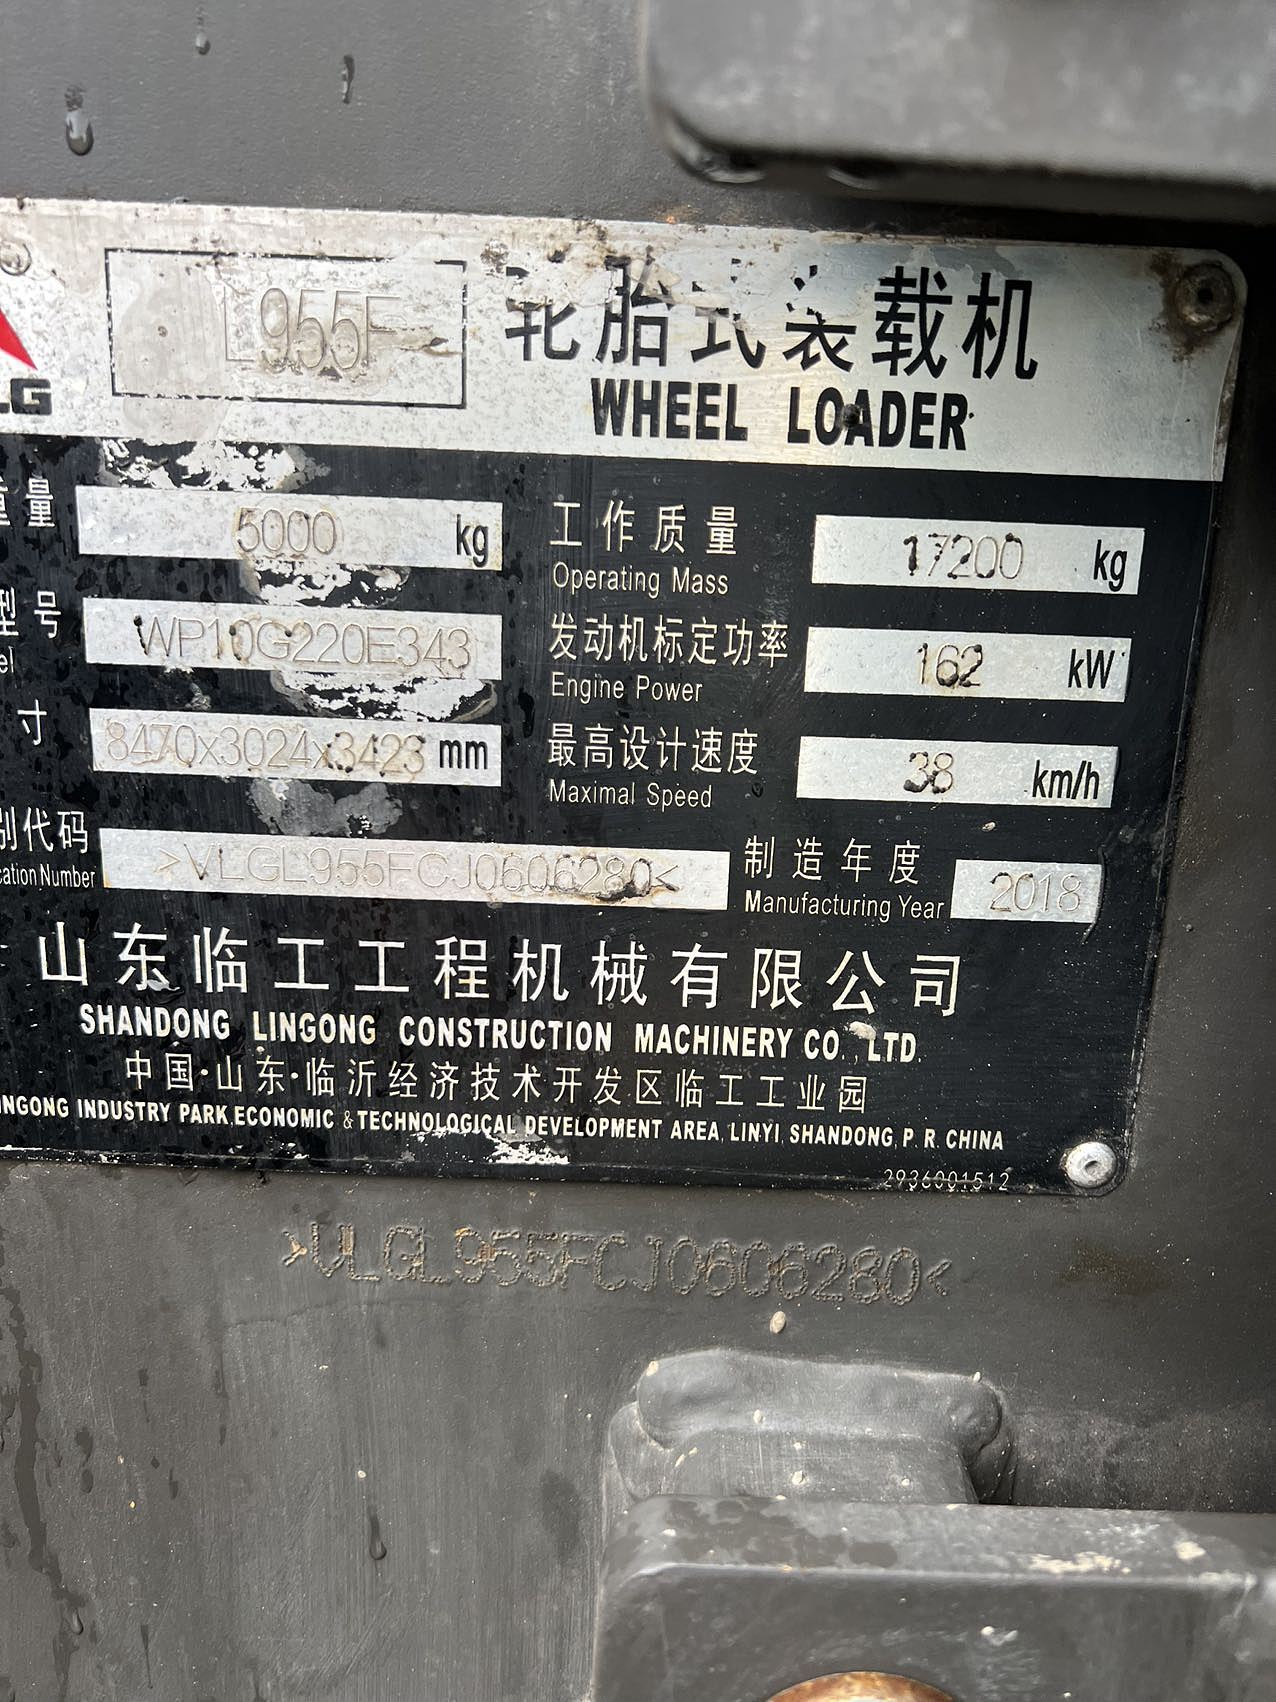 ®
LG
L955F
轮胎式装载机
WHEEL LOADER
重量 5000 kg
工作质量 17200 kg
Operating Mass
型号 WP10G220E343
发动机标定功率 162 kW
Engine Power
寸 8470x3024x3423 mm
最高设计速度 38 km/h
Maximal Speed
别代码 >VLGL955FCJ0606280<
cation Number
制造年度 2018
Manufacturing Year
山东临工工程机械有限公司
SHANDONG LINGONG CONSTRUCTION MACHINERY CO., LTD.
中国·山东·临沂经济技术开发区临工工业园
INGONG INDUSTRY PARK,ECONOMIC & TECHNOLOGICAL DEVELOPMENT AREA, LINYI, SHANDONG, P. R. CHINA
2936001512
>VLGL955FCJ0606280<